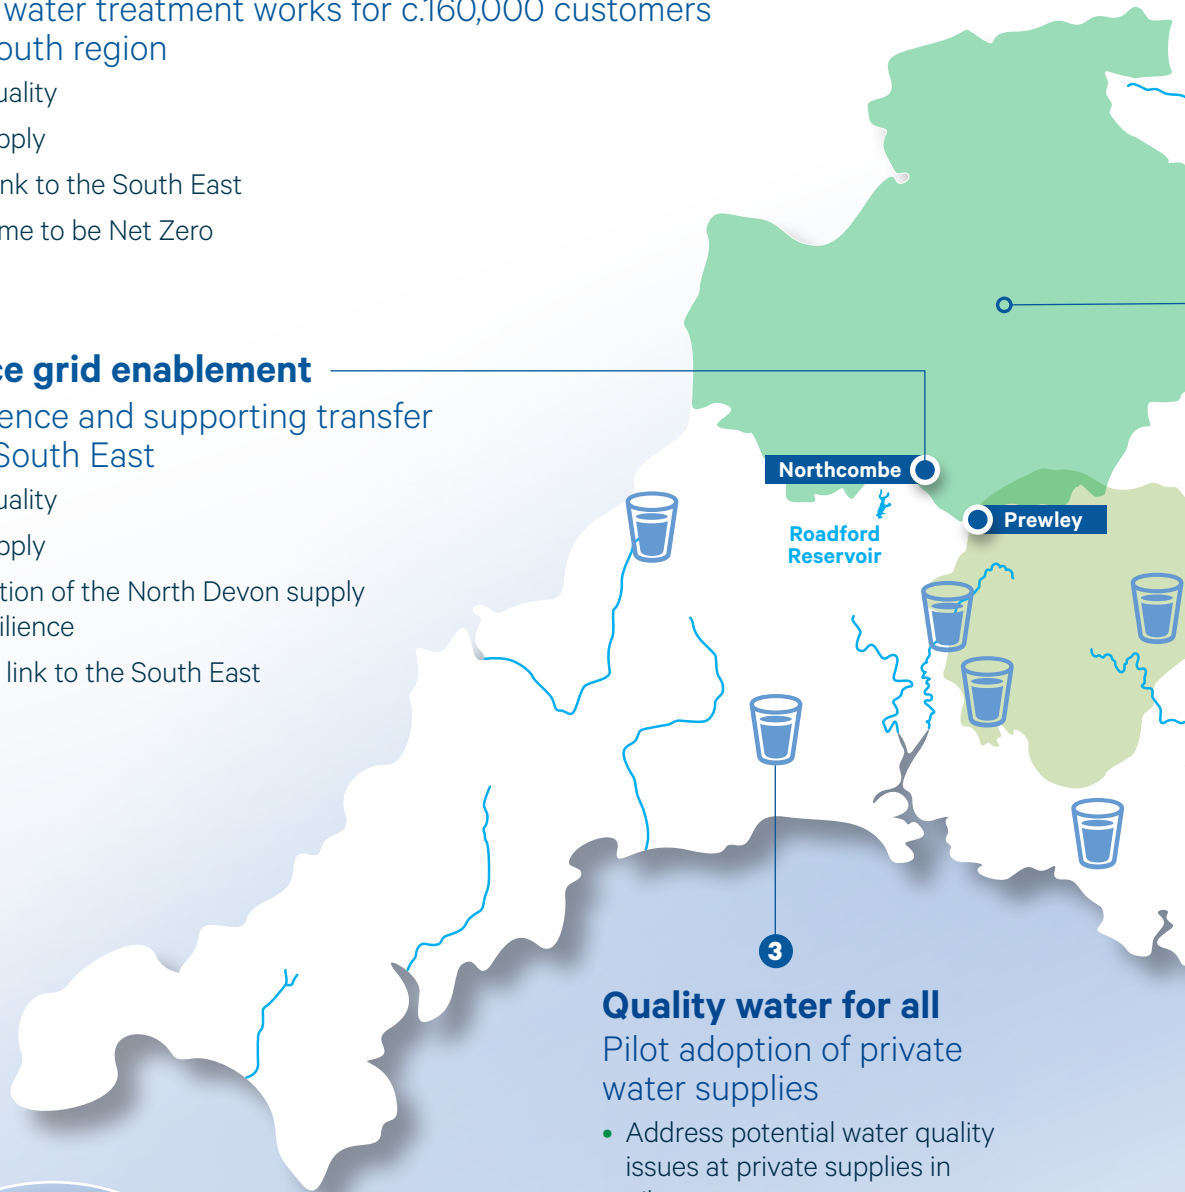 water treatment works for c.160,000 customers
outh region
uality
pply
nk to the South East
me to be Net Zero
ce grid enablement
ence and supporting transfer
South East
uality
pply
tion of the North Devon supply
ilience
link to the South East
Northcombe
Prewley
Roadford
Reservoir
3
Quality water for all
Pilot adoption of private
water supplies
• Address potential water quality
issues at private supplies in